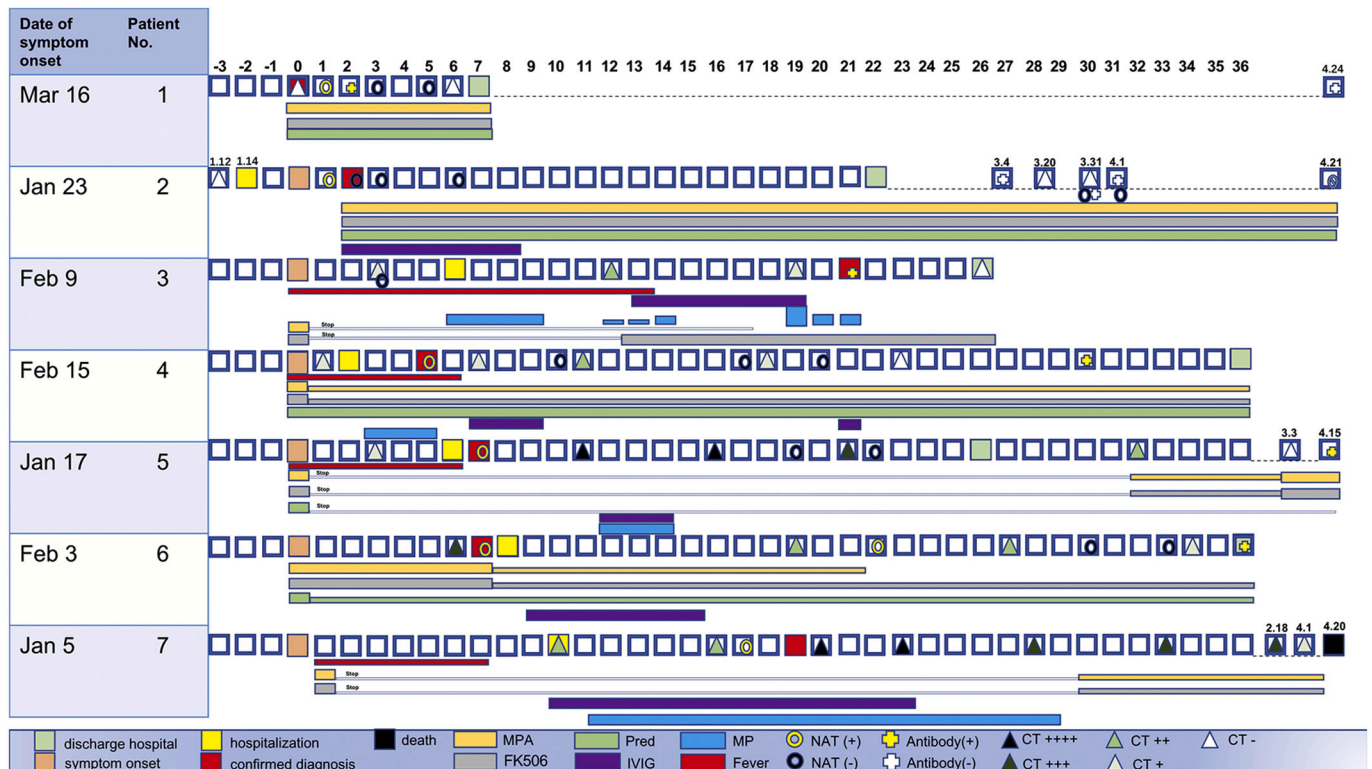 Date of symptom onset Patient No.
-3 -2 -1 0 1 2 3 4 5 6 7 8 9 10 11 12 13 14 15 16 17 18 19 20 21 22 23 24 25 26 27 28 29 30 31 32 33 34 35 36
4.24
Mar 16 1
1.12 1.14 3.4 3.20 3.31 4.1 4.21
Jan 23 2
Feb 9 3
Stop
Stop
Feb 15 4
3.3 4.15
Jan 17 5
Stop
Stop
Stop
Feb 3 6
2.18 4.1 4.20
Jan 5 7
Stop
Stop
discharge hospital hospitalization death MPA Pred MP NAT (+) Antibody(+) CT ++++ CT ++ CT -
symptom onset confirmed diagnosis FK506 IVIG Fever NAT (-) Antibody(-) CT +++ CT +